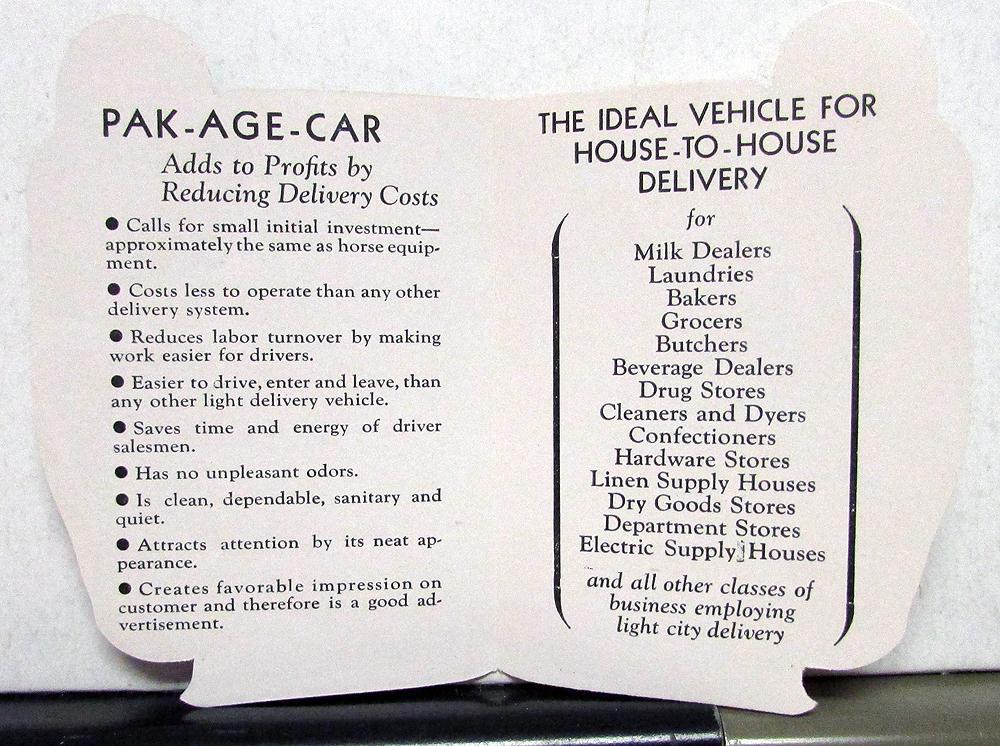 PAK-AGE-CAR
Adds to Profits by
Reducing Delivery Costs
● Calls for small initial investment—
approximately the same as horse equip-
ment.
● Costs less to operate than any other
delivery system.
● Reduces labor turnover by making
work easier for drivers.
● Easier to drive, enter and leave, than
any other light delivery vehicle.
● Saves time and energy of driver
salesmen.
● Has no unpleasant odors.
● Is clean, dependable, sanitary and
quiet.
● Attracts attention by its neat ap-
pearance.
● Creates favorable impression on
customer and therefore is a good ad-
vertisement.
THE IDEAL VEHICLE FOR
HOUSE-TO-HOUSE
DELIVERY
for
Milk Dealers
Laundries
Bakers
Grocers
Butchers
Beverage Dealers
Drug Stores
Cleaners and Dyers
Confectioners
Hardware Stores
Linen Supply Houses
Dry Goods Stores
Department Stores
Electric Supply Houses
and all other classes of
business employing
light city delivery